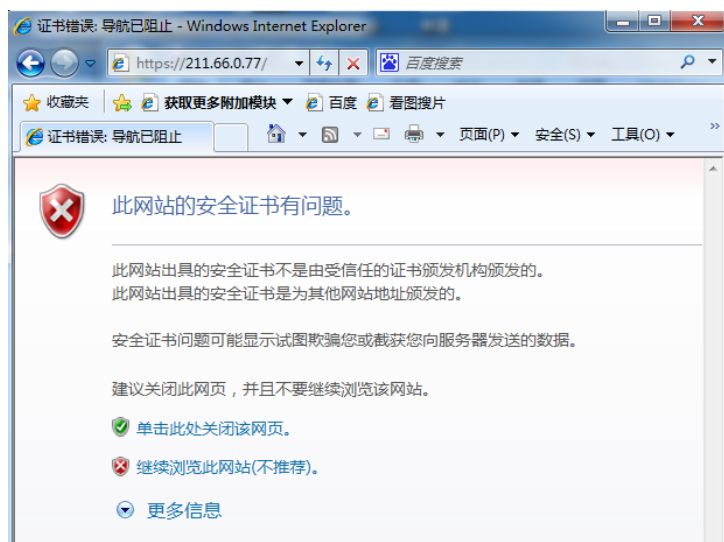 证书错误: 导航已阻止 - Windows Internet Explorer
https://211.66.0.77/ 百度搜索
收藏夹 获取更多附加模块 百度 看图搜片
证书错误: 导航已阻止 页面(P) 安全(S) 工具(O) »
此网站的安全证书有问题。
此网站出具的安全证书不是由受信任的证书颁发机构颁发的。
此网站出具的安全证书是为其他网站地址颁发的。
安全证书问题可能显示试图欺骗您或截获您向服务器发送的数据。
建议关闭此网页，并且不要继续浏览该网站。
单击此处关闭该网页。
继续浏览此网站(不推荐)。
更多信息